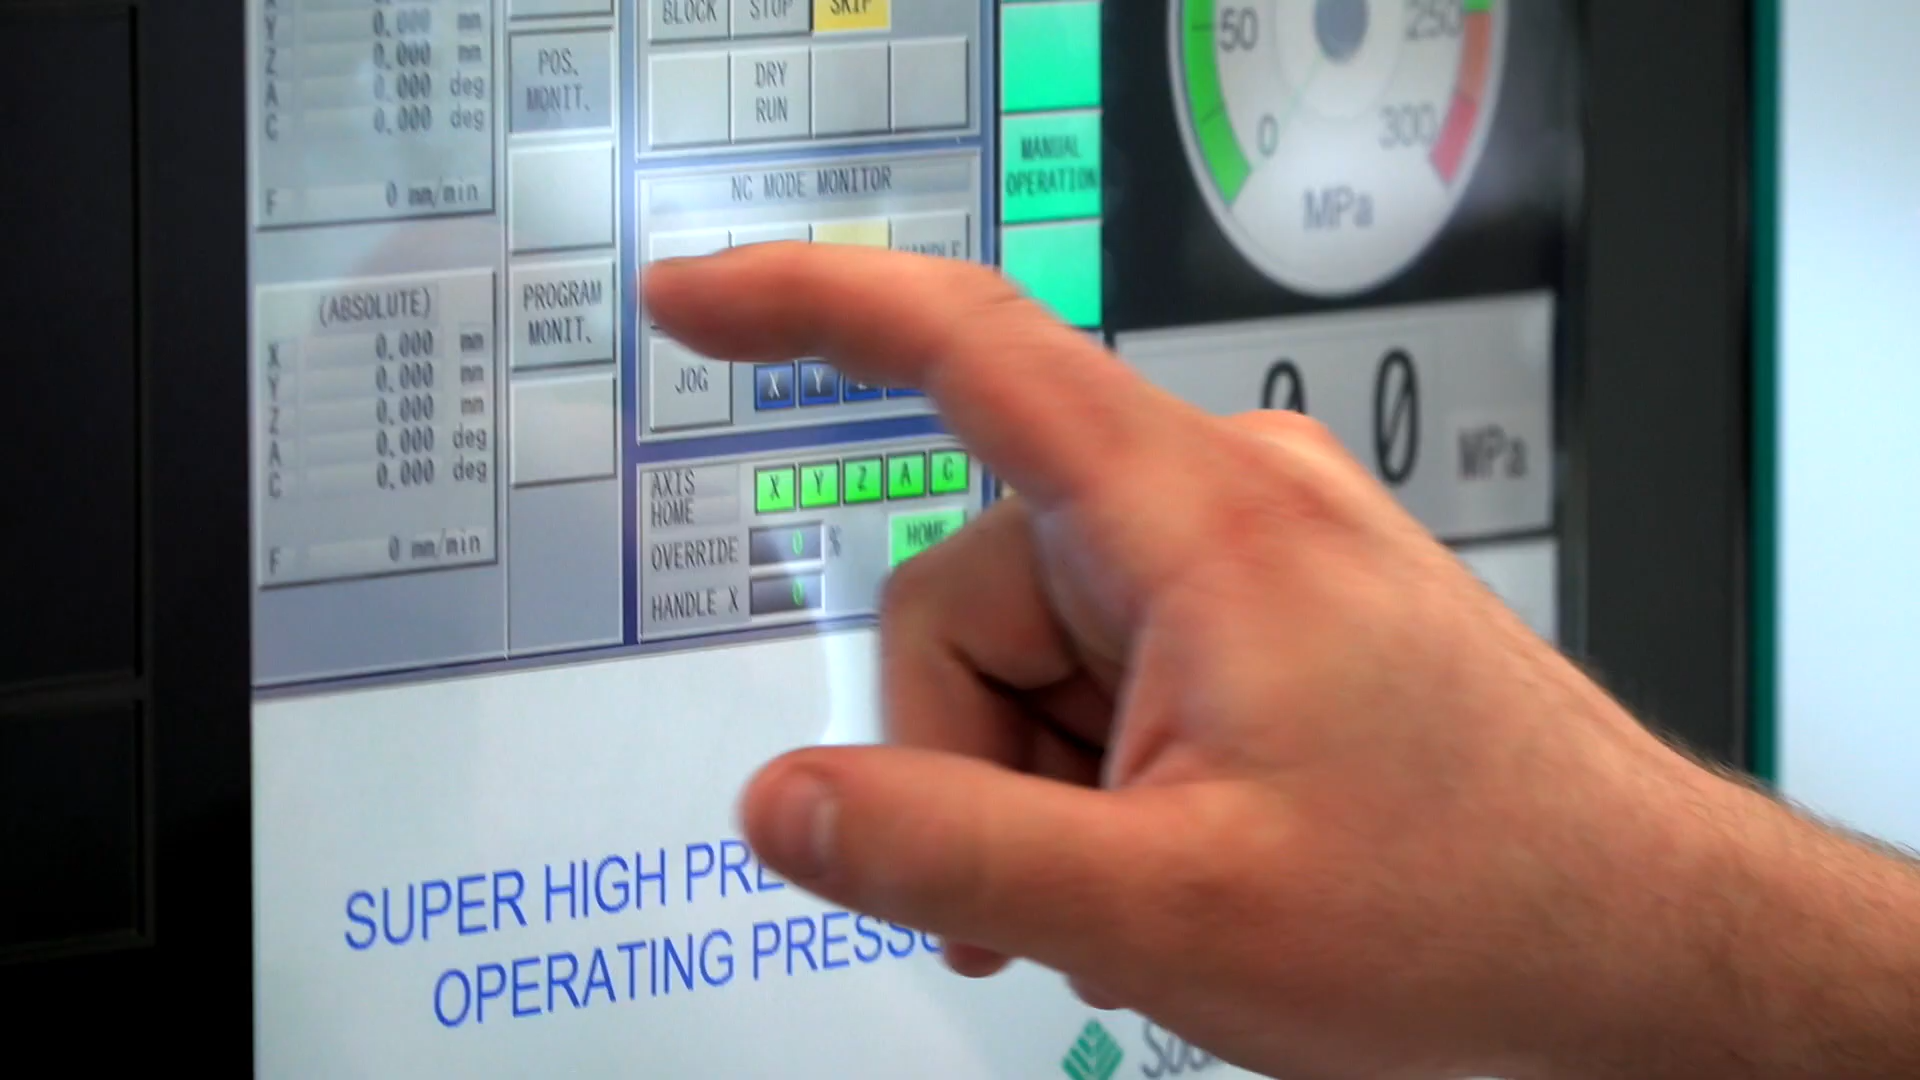 Y 0.000 mm
Z 0.000 mm
A 0.000 deg
C 0.000 deg
F 0 mm/min
(ABSOLUTE)
X 0.000 mm
Y 0.000 mm
Z 0.000 mm
A 0.000 deg
C 0.000 deg
F 0 mm/min
POS.
MONIT.
PROGRAM
MONIT.
BLOCK STOP SKIP
DRY
RUN
NC MODE MONITOR
HANDLE
JOG X Y
AXIS
HOME
X Y Z A C
OVERRIDE 0 %
HOME
HANDLE X 0
MANUAL
OPERATION
50 250
0 300
MPa
0 0 MPa
SUPER HIGH PRE
OPERATING PRESSU